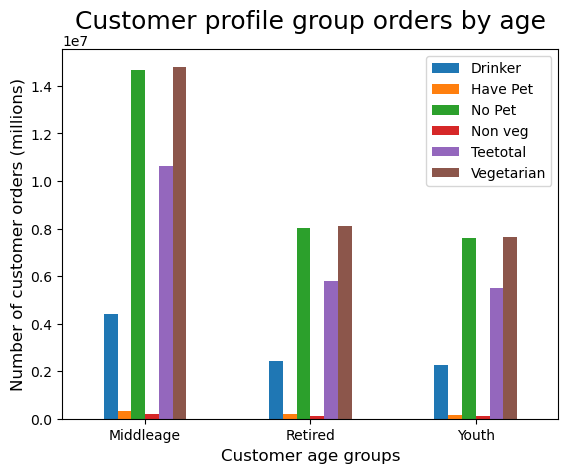 Customer profile group orders by age
1e7
Number of customer orders (millions)
1.4
1.2
1.0
0.8
0.6
0.4
0.2
0.0
Drinker
Have Pet
No Pet
Non veg
Teetotal
Vegetarian
Middleage Retired Youth
Customer age groups